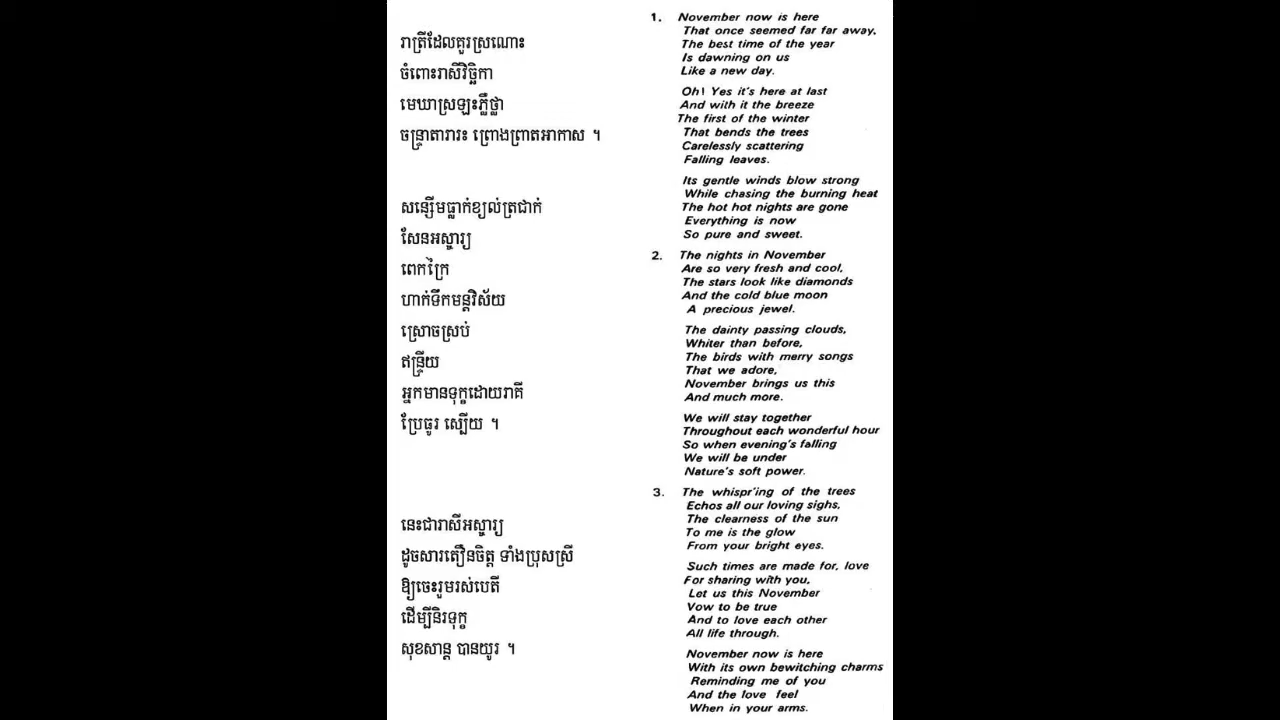 រាត្រីដែលគួរស្រណោះ
ចំពោះរាសីវិច្ឆិកា
មេឃាស្រឡះភ្លឺថ្លា
ចន្ទ្រាតារារះ ព្រោងព្រាតអាកាស ។
សន្សើមធ្លាក់ខ្យល់ត្រជាក់
សែនអស្ចារ្យ
ពេកក្រៃ
ហាក់ទឹកមន្តវិស័យ
ស្រោចស្រប់
ឥន្ទ្រីយ
អ្នកមានទុក្ខដោយរាគី
ប្រែធូរ ស្បើយ ។
នេះជារាសីអស្ចារ្យ
ដូចសារតឿនចិត្ត ទាំងប្រុសស្រី
ឱ្យចេះរួមរស់បេតី
ដើម្បីនិរទុក្ខ
សុខសាន្ត បានយូរ ។
1. November now is here
That once seemed far far away,
The best time of the year
Is dawning on us
Like a new day.
Oh! Yes it's here at last
And with it the breeze
The first of the winter
That bends the trees
Carelessly scattering
Falling leaves.
Its gentle winds blow strong
While chasing the burning heat
The hot hot nights are gone
Everything is now
So pure and sweet.
2. The nights in November
Are so very fresh and cool,
The stars look like diamonds
And the cold blue moon
A precious jewel.
The dainty passing clouds,
Whiter than before,
The birds with merry songs
That we adore,
November brings us this
And much more.
We will stay together
Throughout each wonderful hour
So when evening's falling
We will be under
Nature's soft power.
3. The whispr'ing of the trees
Echos all our loving sighs,
The clearness of the sun
To me is the glow
From your bright eyes.
Such times are made for, love
For sharing with you,
Let us this November
Vow to be true
And to love each other
All life through.
November now is here
With its own bewitching charms
Reminding me of you
And the love feel
When in your arms.